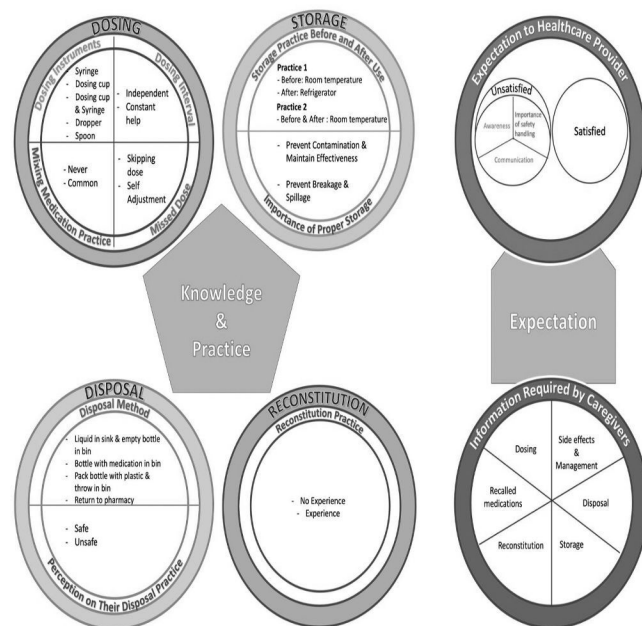 DOSING
Dosing Instruments
- Syringe
- Dosing cup
- Dosing cup
& Syringe
- Dropper
- Spoon
Dosing Interval
- Independent
- Constant
help
Mixing Medication Practice
- Never
- Common
Missed Dose
- Skipping
dose
- Self
Adjustment
STORAGE
Storage Practice Before and After Use
Practice 1
- Before: Room temperature
- After: Refrigerator
Practice 2
- Before & After : Room temperature
- Prevent Contamination &
Maintain Effectiveness
- Prevent Breakage &
Spillage
Importance of Proper Storage
Knowledge
&
Practice
DISPOSAL
Disposal Method
- Liquid in sink & empty bottle
in bin
- Bottle with medication in bin
- Pack bottle with plastic &
throw in bin
- Return to pharmacy
- Safe
- Unsafe
Perception on Their Disposal Practice
RECONSTITUTION
Reconstitution Practice
- No Experience
- Experience
Expectation to Healthcare Provider
Unsatisfied
Awareness
Importance
of safety
handling
Communication
Satisfied
Expectation
Information Required by Caregivers
Dosing
Side effects
&
Management
Recalled
medications
Disposal
Reconstitution
Storage